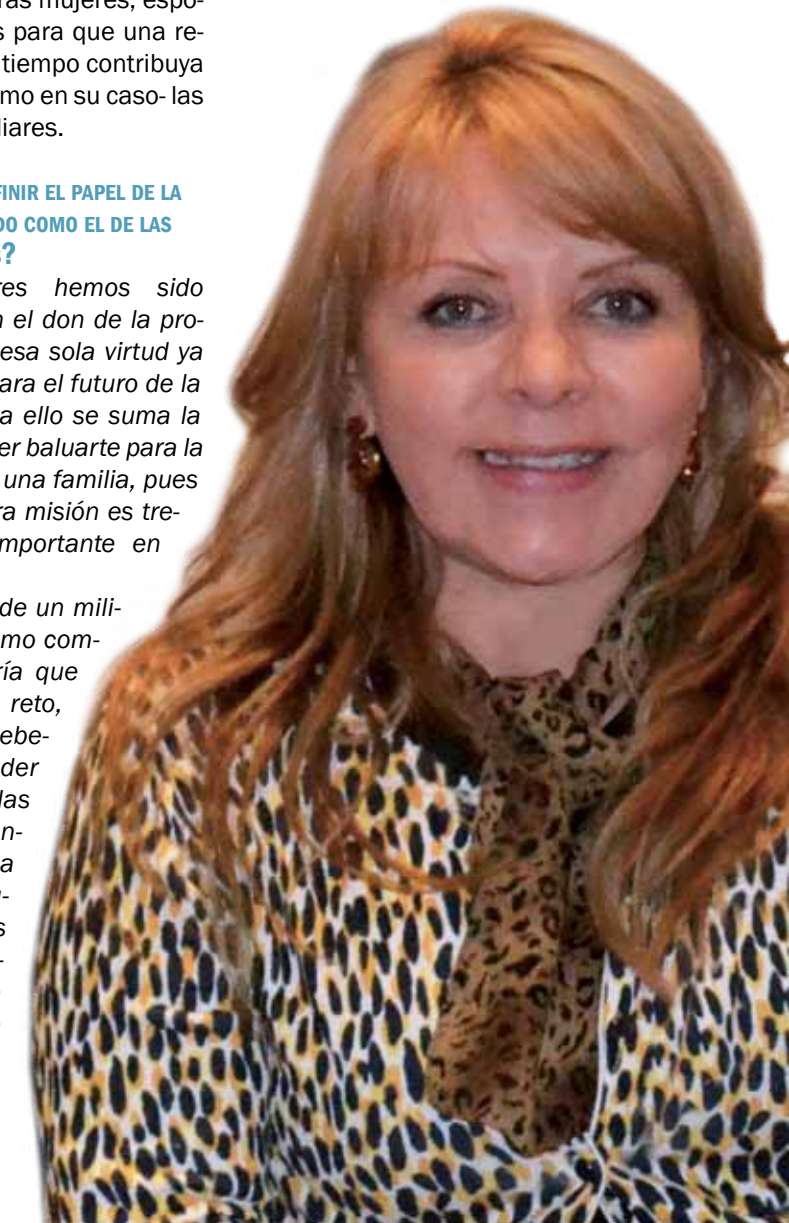 ras mujeres, espo-
s para que una re-
tiempo contribuya
mo en su caso- las
liares.
FINIR EL PAPEL DE LA
DO COMO EL DE LAS
?
res hemos sido
el don de la pro-
esa sola virtud ya
ara el futuro de la
a ello se suma la
er baluarte para la
una familia, pues
ra misión es tre-
mportante en
de un mili-
mo com-
ría que
reto,
ebe-
der
las
n-
a
-
s
-